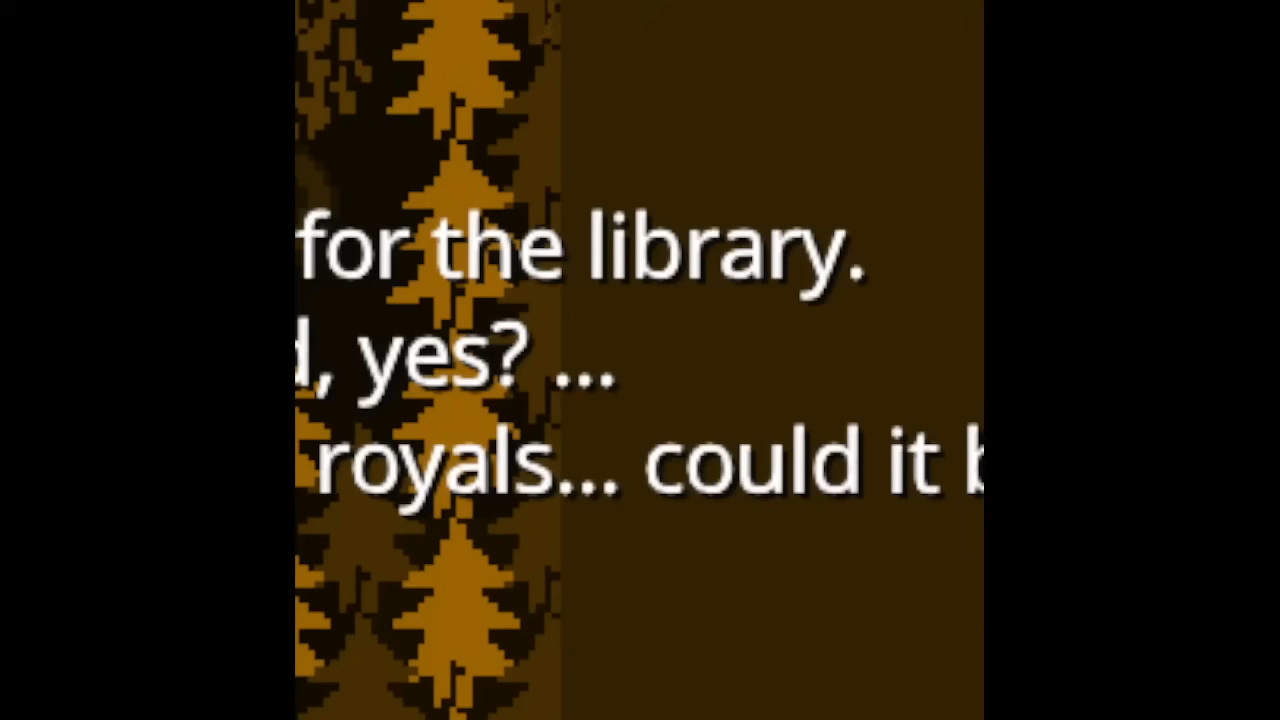 for the library.
, yes? ...
royals... could it